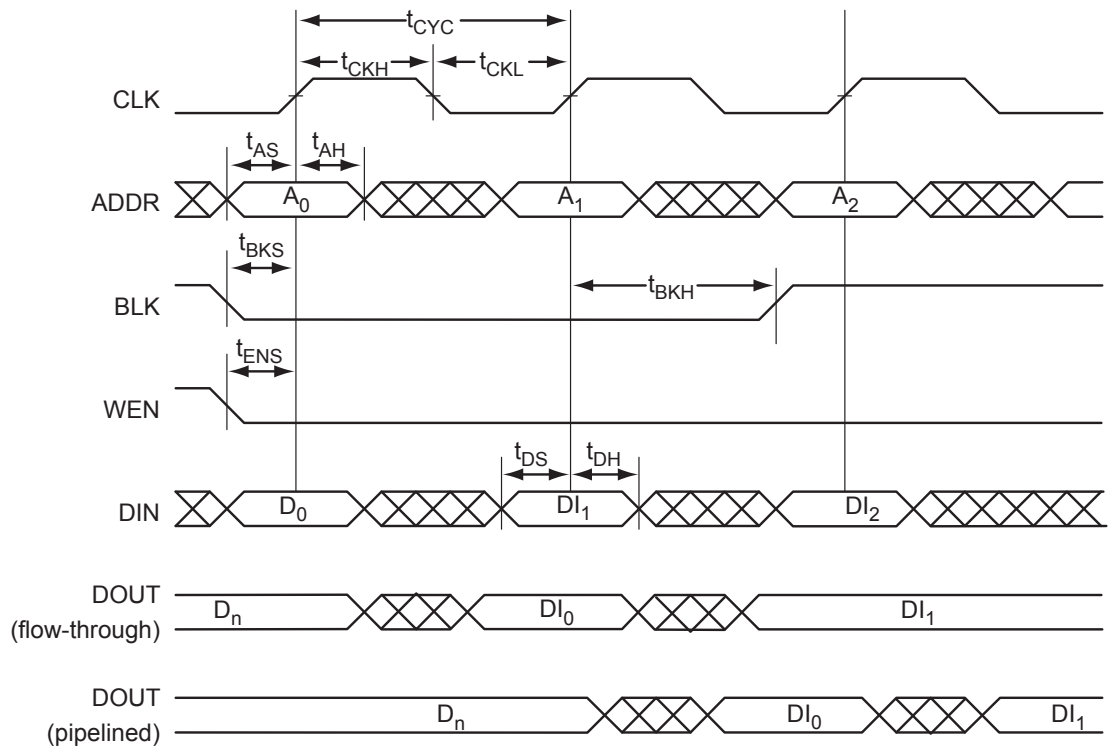 tCYC
tCKH tCKL
CLK
tAS tAH
ADDR A0 A1 A2
tBKS
BLK tBKH
tENS
WEN
tDS tDH
DIN D0 DI1 DI2
DOUT
(flow-through) Dn DI0 DI1
DOUT
(pipelined) Dn DI0 DI1